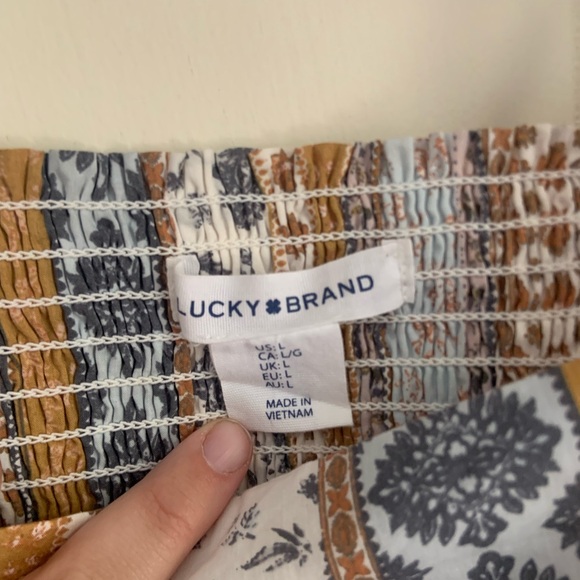 LUCKY BRAND
US: L
CA: L/G
UK: L
EU: L
AU: L
MADE IN
VIETNAM